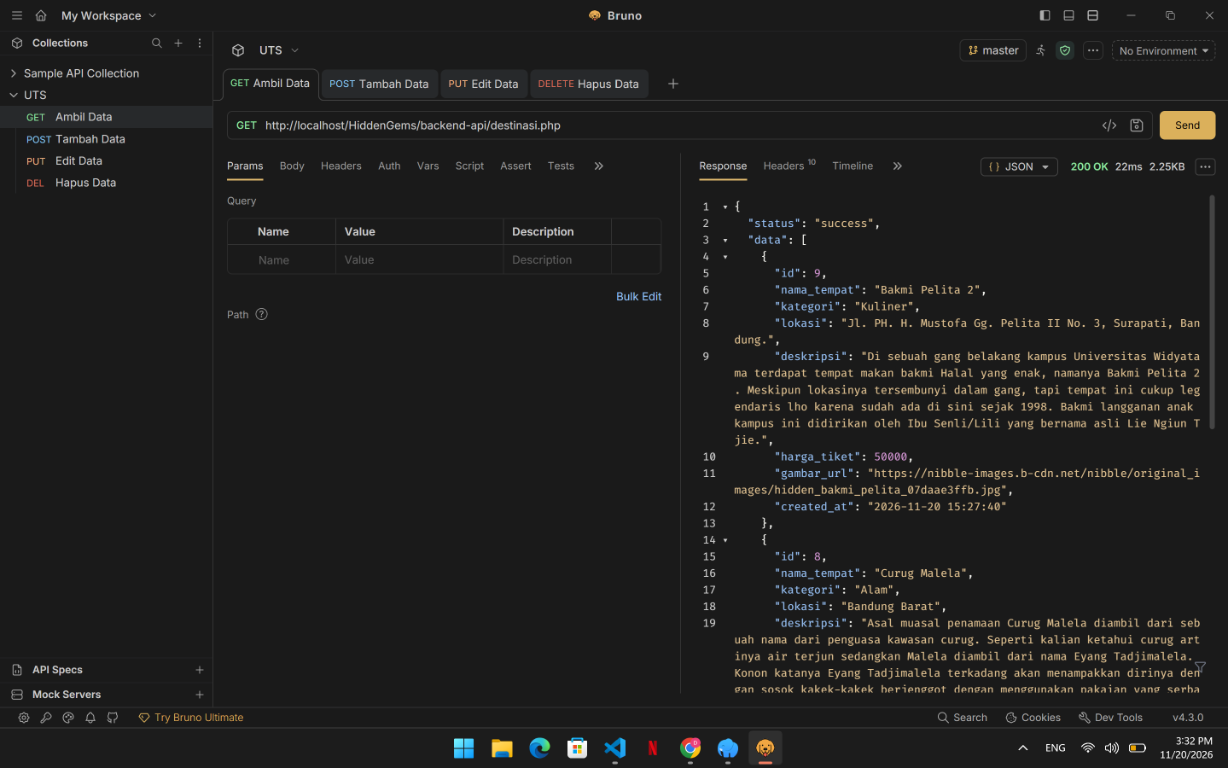 My Workspace
Bruno
Collections
Sample API Collection
UTS
GET Ambil Data
POST Tambah Data
PUT Edit Data
DEL Hapus Data
API Specs
Mock Servers
UTS
master
No Environment
GET Ambil Data POST Tambah Data PUT Edit Data DELETE Hapus Data
GET http://localhost/HiddenGems/backend-api/destinasi.php
Send
Params Body Headers Auth Vars Script Assert Tests
Query
Name Value Description
Name Value Description
Bulk Edit
Path
Response Headers 10 Timeline
{ } JSON 200 OK 22ms 2.25KB
1 {
2 "status": "success",
3 "data": [
4 {
5 "id": 9,
6 "nama_tempat": "Bakmi Pelita 2",
7 "kategori": "Kuliner",
8 "lokasi": "Jl. PH. H. Mustofa Gg. Pelita II No. 3, Surapati, Ban
dung.",
9 "deskripsi": "Di sebuah gang belakang kampus Universitas Widyata
ma terdapat tempat makan bakmi Halal yang enak, namanya Bakmi Pelita 2
. Meskipun lokasinya tersembunyi dalam gang, tapi tempat ini cukup leg
endaris lho karena sudah ada di sini sejak 1998. Bakmi langganan anak
kampus ini didirikan oleh Ibu Senli/Lili yang bernama asli Lie Ngiun T
jie.",
10 "harga_tiket": 50000,
11 "gambar_url": "https://nibble-images.b-cdn.net/nibble/original_i
mages/hidden_bakmi_pelita_07daae3ffb.jpg",
12 "created_at": "2026-11-20 15:27:40"
13 },
14 {
15 "id": 8,
16 "nama_tempat": "Curug Malela",
17 "kategori": "Alam",
18 "lokasi": "Bandung Barat",
19 "deskripsi": "Asal muasal penamaan Curug Malela diambil dari seb
uah nama dari penguasa kawasan curug. Seperti kalian ketahui curug art
inya air terjun sedangkan Malela diambil dari nama Eyang Tadjimalela.
Konon katanya Eyang Tadjimalela terkadang akan menampakkan dirinya den
gan sosok kakek-kakek berjenggot dengan menggunakan pakaian yang serba
Try Bruno Ultimate
Search Cookies Dev Tools v4.3.0
ENG
3:32 PM
11/20/2026